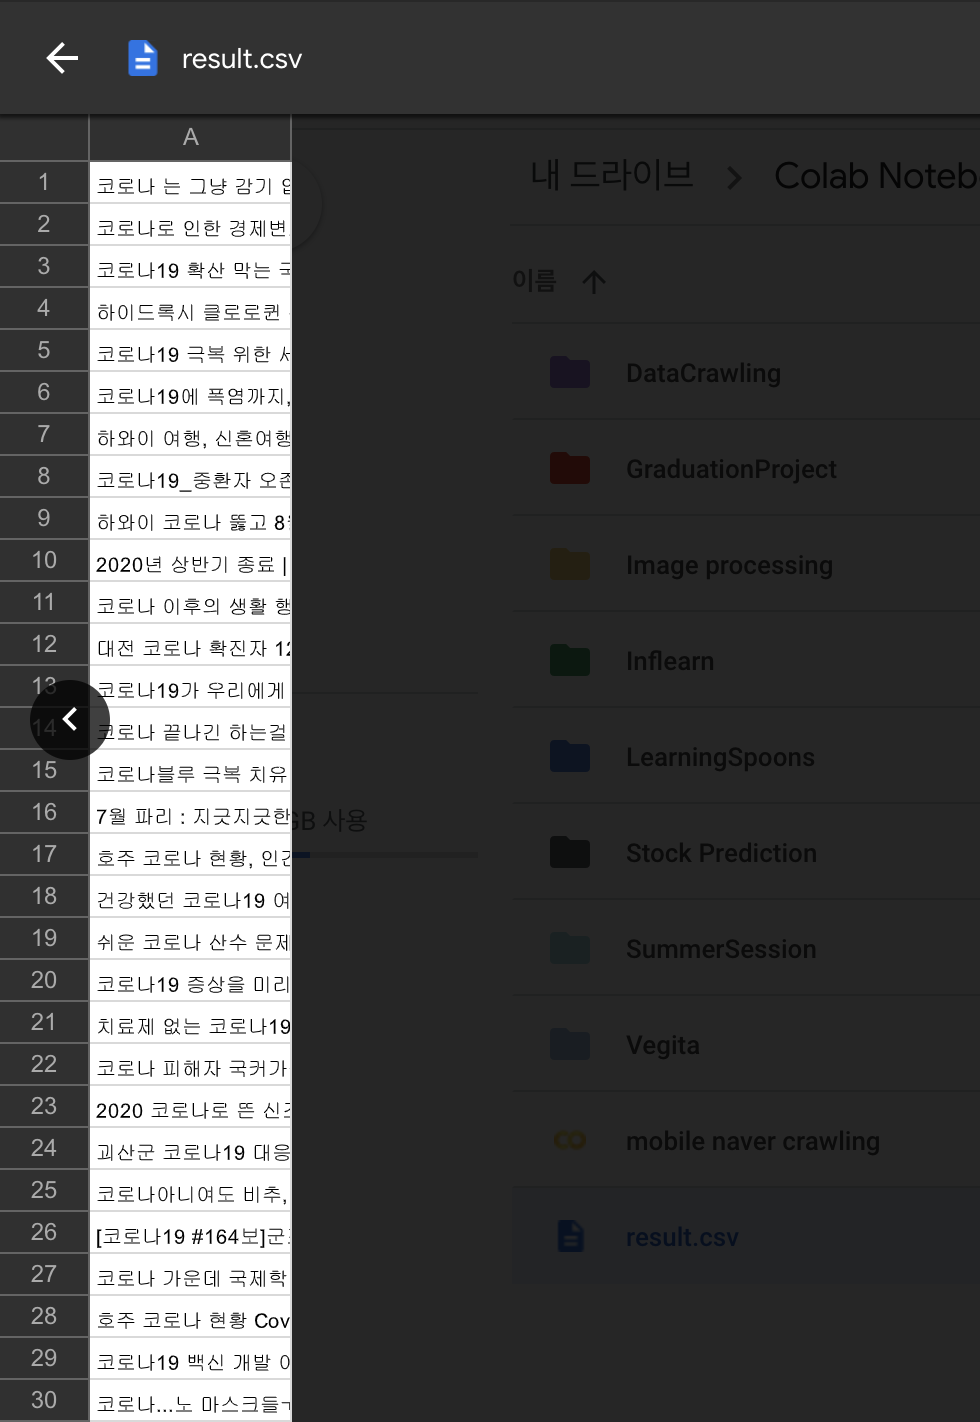 result.csv
A
1 코로나 는 그냥 감기
2 코로나로 인한 경제변
3 코로나19 확산 막는
4 하이드록시 클로로퀸
5 코로나19 극복 위한
6 코로나19에 폭염까지,
7 하와이 여행, 신혼여행
8 코로나19_중환자
9 하와이 코로나 뚫고
10 2020년 상반기 종료 |
11 코로나 이후의 생활
12 대전 코로나 확진자
13 코로나19가 우리에게
14 코로나 끝나긴 하는걸
15 코로나블루 극복 치유
16 7월 파리 : 지긋지긋한
17 호주 코로나 현황,
18 건강했던 코로나19
19 쉬운 코로나 산수
20 코로나19 증상을 미리
21 치료제 없는 코로나19
22 코로나 피해자 국커가
23 2020 코로나로 뜬
24 괴산군 코로나19 대응
25 코로나아니여도 비추,
26 [코로나19 #164보]
27 코로나 가운데 국제학
28 호주 코로나 현황 Cov
29 코로나19 백신 개발
30 코로나...노 마스크들
내 드라이브 > Colab Noteb
이름
DataCrawling
GraduationProject
Image processing
Inflearn
LearningSpoons
GB 사용
Stock Prediction
SummerSession
Vegita
mobile naver crawling
result.csv